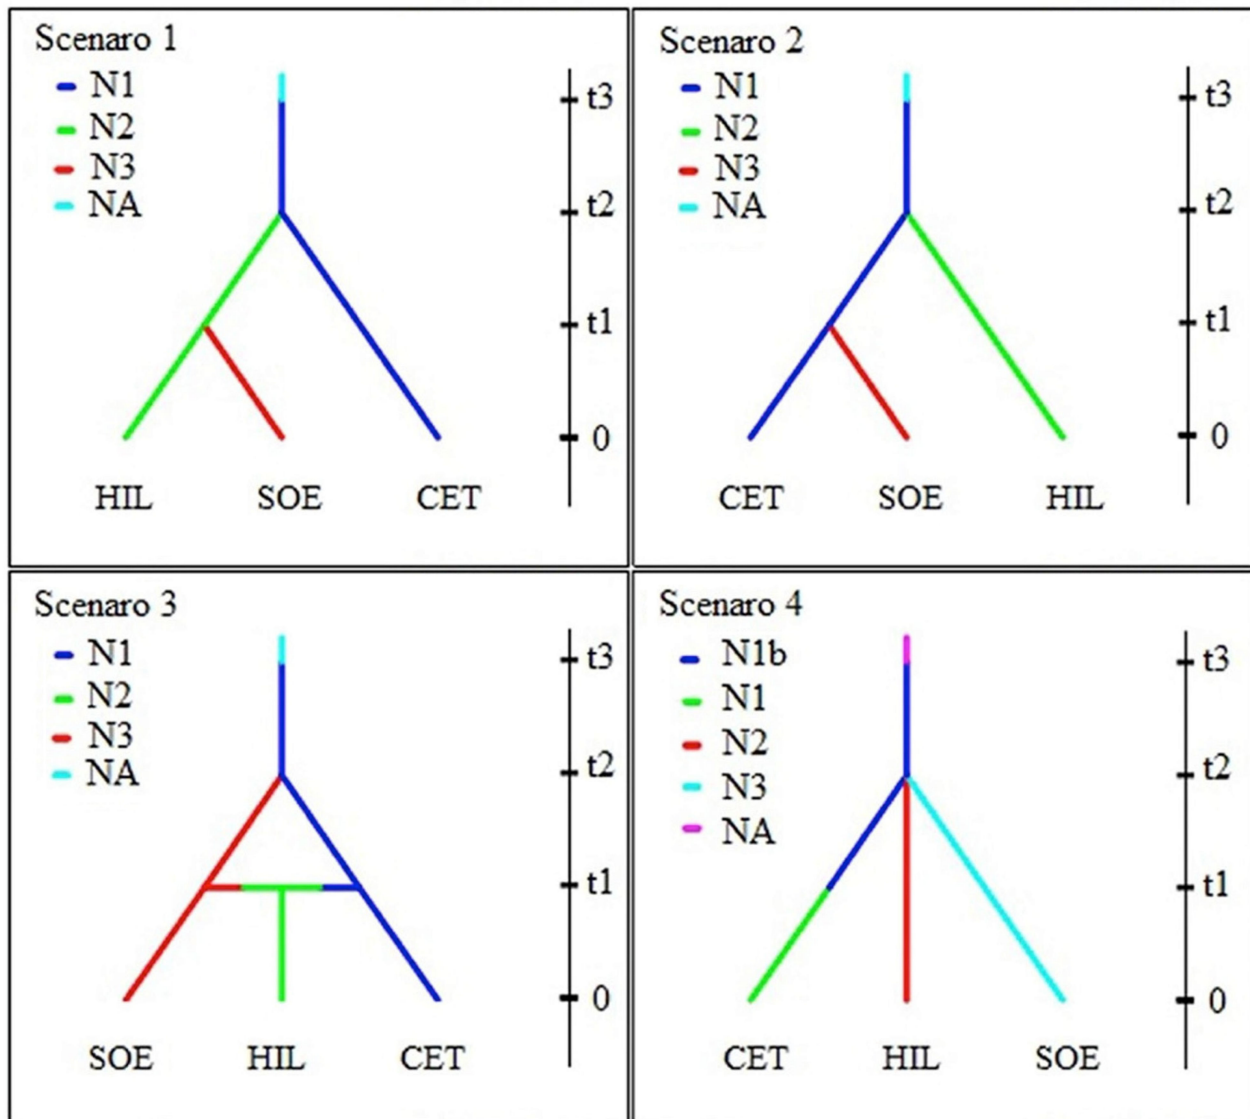 Scenaro 1
N1
N2
N3
NA
t3
t2
t1
0
HIL SOE CET
Scenaro 2
N1
N2
N3
NA
t3
t2
t1
0
CET SOE HIL
Scenaro 3
N1
N2
N3
NA
t3
t2
t1
0
SOE HIL CET
Scenaro 4
N1b
N1
N2
N3
NA
t3
t2
t1
0
CET HIL SOE